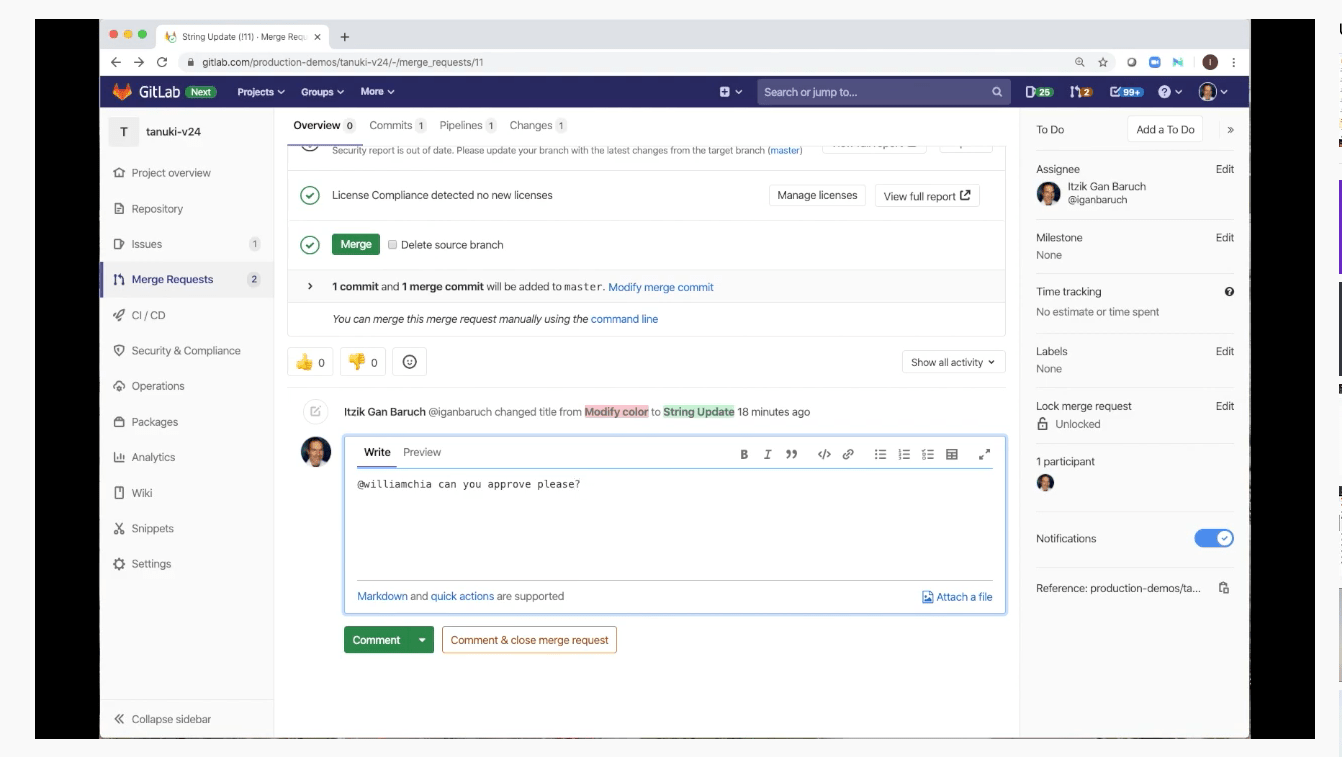 String Update (!11) · Merge Req
gitlab.com/production-demos/tanuki-v24/-/merge_requests/11
I
GitLab Next Projects Groups More Search or jump to... 25 2 99+
T tanuki-v24
Project overview
Repository
Issues 1
Merge Requests 2
CI / CD
Security & Compliance
Operations
Packages
Analytics
Wiki
Snippets
Settings
Collapse sidebar
Overview 0 Commits 1 Pipelines 1 Changes 1
Security report is out of date. Please update your branch with the latest changes from the target branch (master)
License Compliance detected no new licenses Manage licenses View full report
Merge Delete source branch
1 commit and 1 merge commit will be added to master. Modify merge commit
You can merge this merge request manually using the command line
0 0 Show all activity
Itzik Gan Baruch @iganbaruch changed title from Modify color to String Update 18 minutes ago
Write Preview
@williamchia can you approve please?
Markdown and quick actions are supported Attach a file
Comment Comment & close merge request
To Do Add a To Do
Assignee Edit
Itzik Gan Baruch
@iganbaruch
Milestone Edit
None
Time tracking
No estimate or time spent
Labels Edit
None
Lock merge request Edit
Unlocked
1 participant
Notifications
Reference: production-demos/ta...